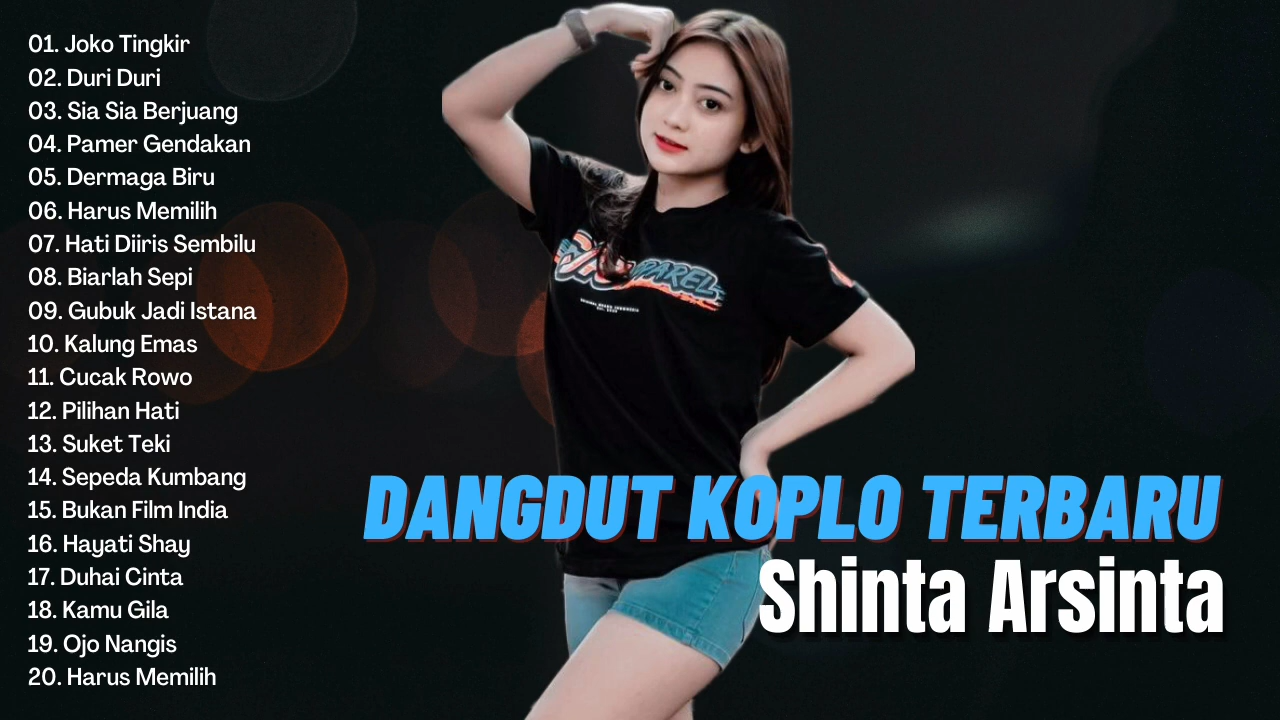 01. Joko Tingkir
02. Duri Duri
03. Sia Sia Berjuang
04. Pamer Gendakan
05. Dermaga Biru
06. Harus Memilih
07. Hati Diiris Sembilu
08. Biarlah Sepi
09. Gubuk Jadi Istana
10. Kalung Emas
11. Cucak Rowo
12. Pilihan Hati
13. Suket Teki
14. Sepeda Kumbang
15. Bukan Film India
16. Hayati Shay
17. Duhai Cinta
18. Kamu Gila
19. Ojo Nangis
20. Harus Memilih
DANGDUT KOPLO TERBARU
Shinta Arsinta